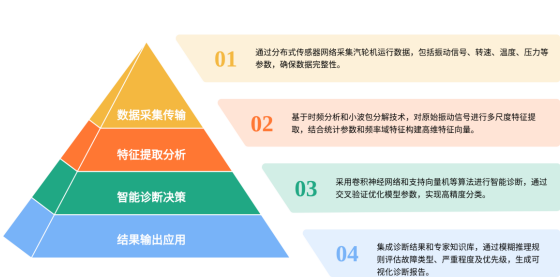 数据采集传输
特征提取分析
智能诊断决策
结果输出应用
01
通过分布式传感器网络采集汽轮机运行数据，包括振动信号、转速、温度、压力等
参数，确保数据完整性。
02
基于时频分析和小波包分解技术，对原始振动信号进行多尺度特征提
取，结合统计参数和频率域特征构建高维特征向量。
03
采用卷积神经网络和支持向量机等算法进行智能诊断，通过
交叉验证优化模型参数，实现高精度分类。
04
集成诊断结果和专家知识库，通过模糊推理规
则评估故障类型、严重程度及优先级，生成可
视化诊断报告。